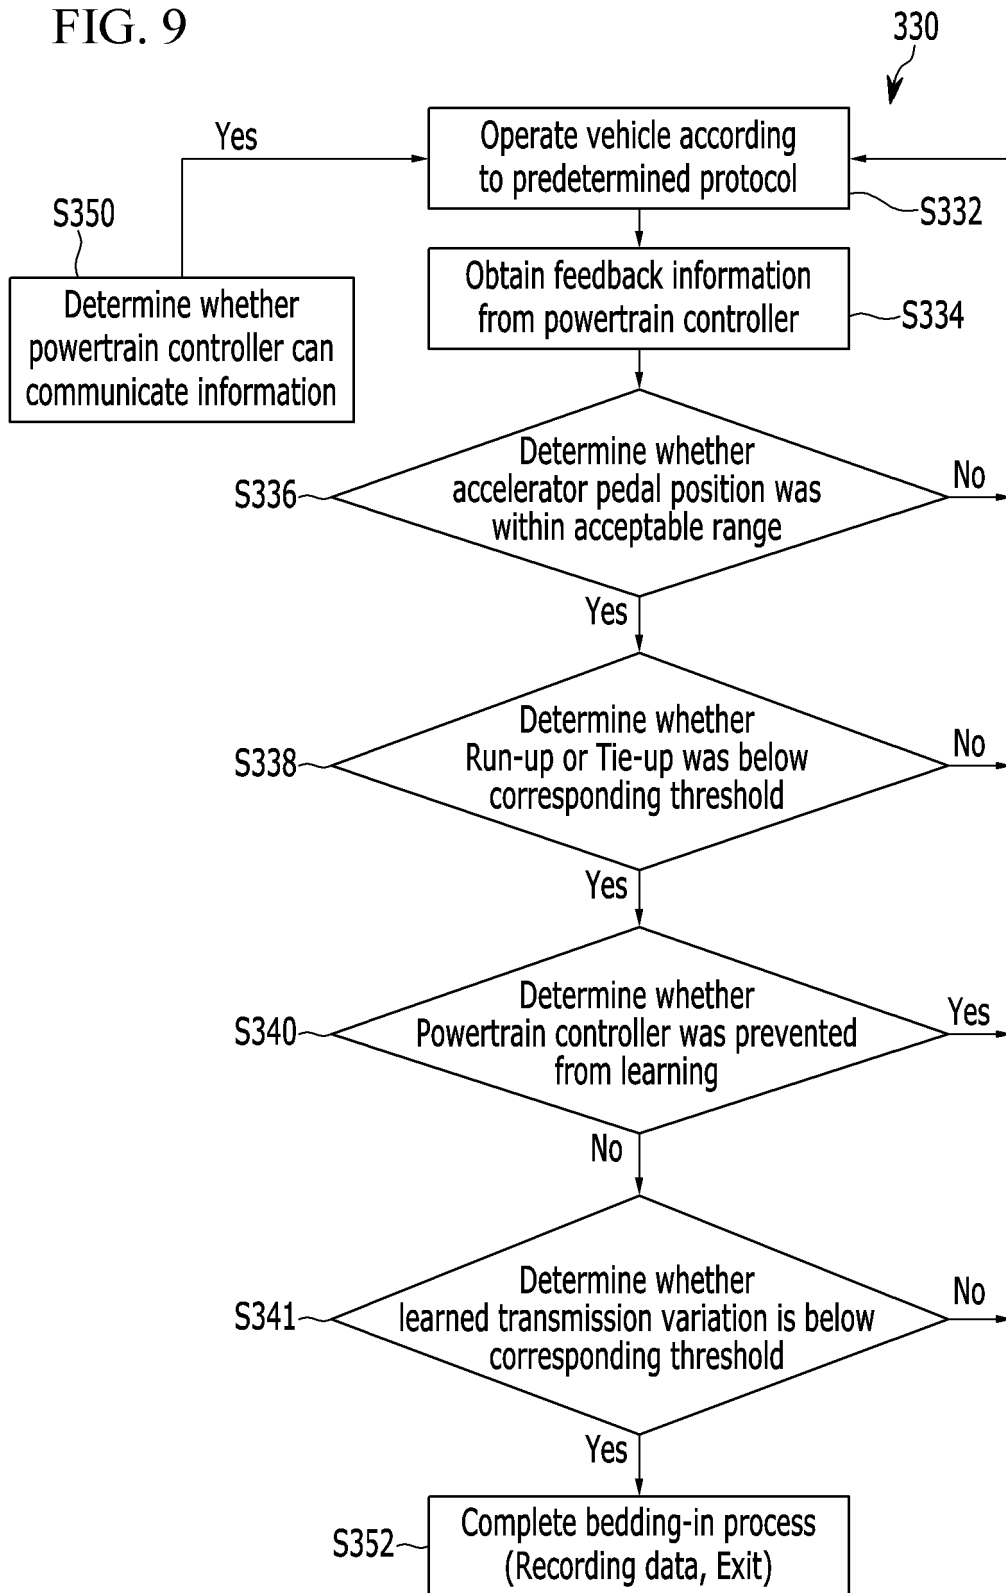 FIG. 9
330
Yes
Operate vehicle according
to predetermined protocol
S332
S350
Determine whether
powertrain controller can
communicate information
Obtain feedback information
from powertrain controller
S334
S336
Determine whether
accelerator pedal position was
within acceptable range
No
Yes
S338
Determine whether
Run-up or Tie-up was below
corresponding threshold
No
Yes
S340
Determine whether
Powertrain controller was prevented
from learning
Yes
No
S341
Determine whether
learned transmission variation is below
corresponding threshold
No
Yes
S352
Complete bedding-in process
(Recording data, Exit)